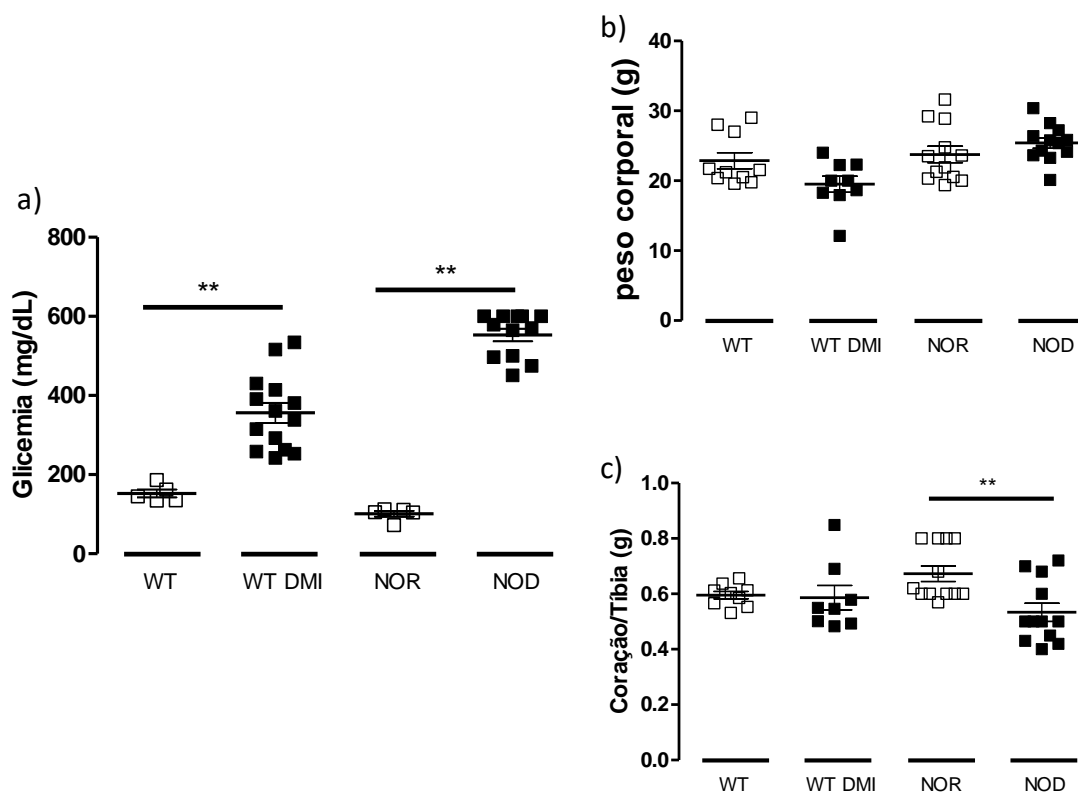 a)
Glicemia (mg/dL)
800
600
400
200
0
**
**
WT
WT DMI
NOR
NOD
b)
peso corporal (g)
40
30
20
10
0
WT
WT DMI
NOR
NOD
c)
Coração/Tíbia (g)
1.0
0.8
0.6
0.4
0.2
0.0
**
WT
WT DMI
NOR
NOD